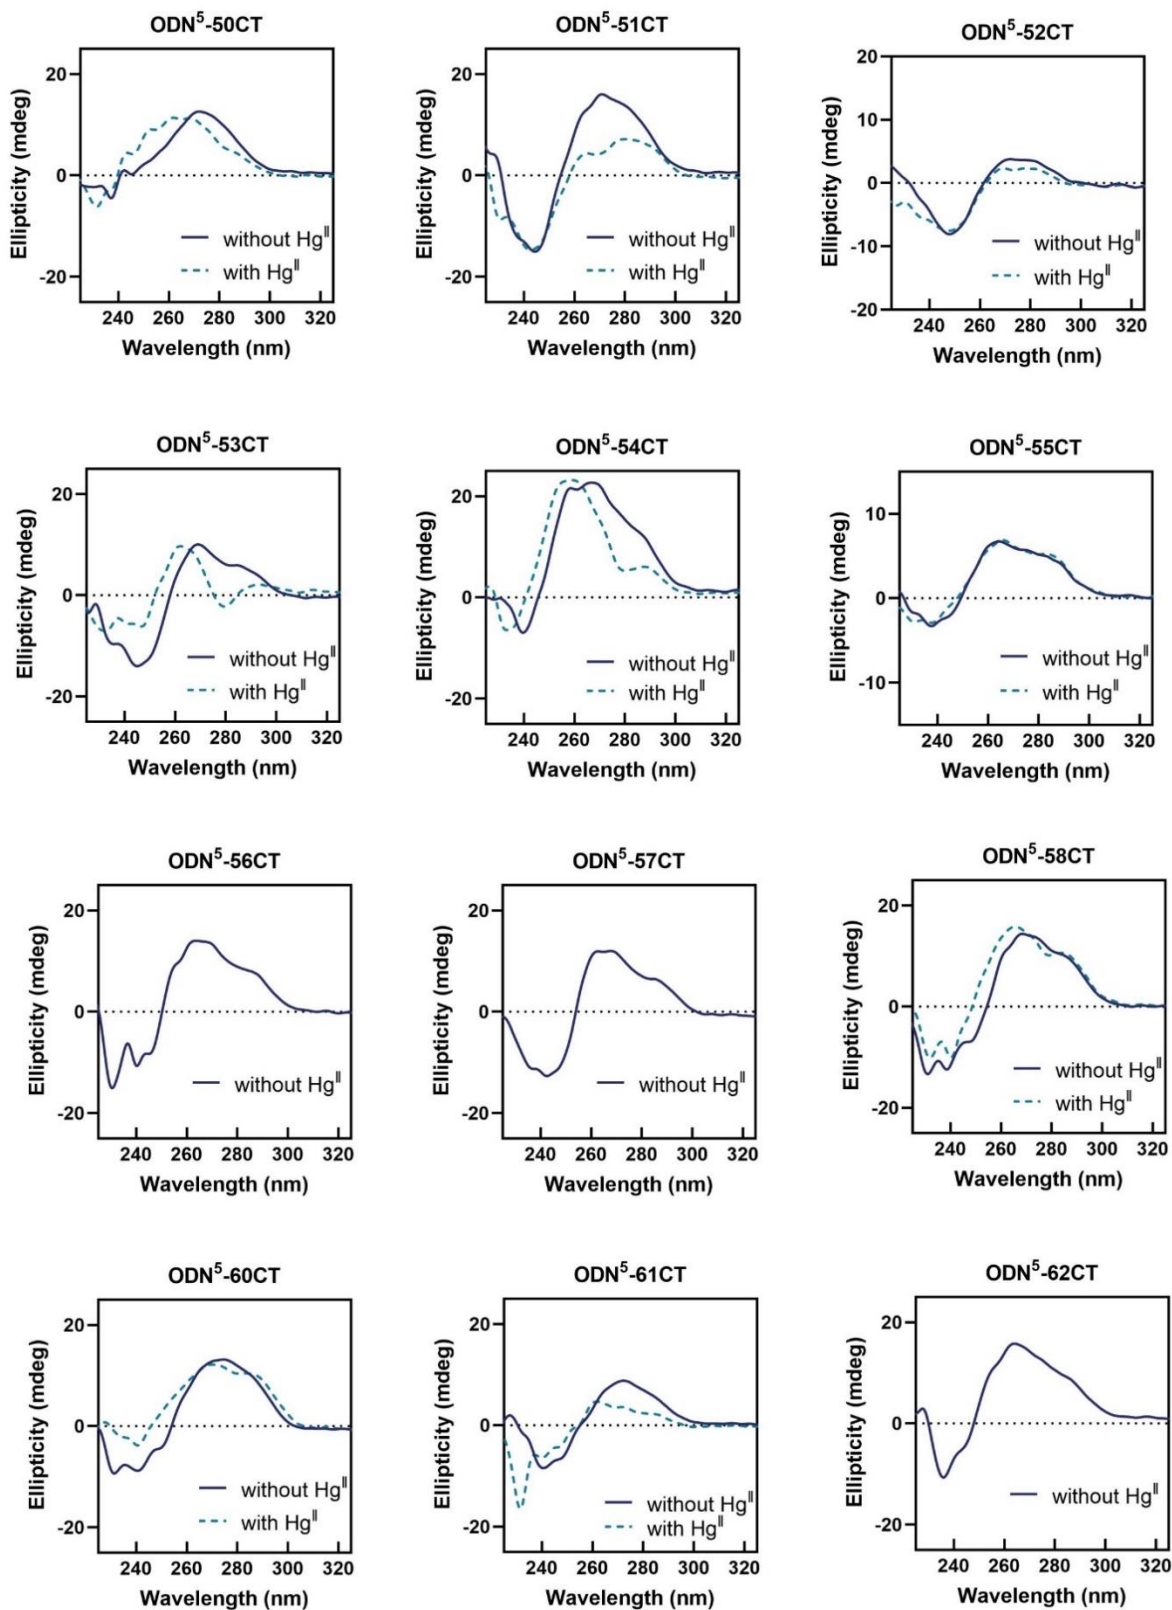 ODN⁵-50CT
Ellipticity (mdeg)
20
0
-20
without Hgᴵᴵ
with Hgᴵᴵ
240 260 280 300 320
Wavelength (nm)
ODN⁵-51CT
Ellipticity (mdeg)
20
0
-20
without Hgᴵᴵ
with Hgᴵᴵ
240 260 280 300 320
Wavelength (nm)
ODN⁵-52CT
Ellipticity (mdeg)
20
10
0
-10
-20
without Hgᴵᴵ
with Hgᴵᴵ
240 260 280 300 320
Wavelength (nm)
ODN⁵-53CT
Ellipticity (mdeg)
20
0
-20
without Hgᴵᴵ
with Hgᴵᴵ
240 260 280 300 320
Wavelength (nm)
ODN⁵-54CT
Ellipticity (mdeg)
20
0
-20
without Hgᴵᴵ
with Hgᴵᴵ
240 260 280 300 320
Wavelength (nm)
ODN⁵-55CT
Ellipticity (mdeg)
10
0
-10
without Hgᴵᴵ
with Hgᴵᴵ
240 260 280 300 320
Wavelength (nm)
ODN⁵-56CT
Ellipticity (mdeg)
20
0
-20
without Hgᴵᴵ
240 260 280 300 320
Wavelength (nm)
ODN⁵-57CT
Ellipticity (mdeg)
20
0
-20
without Hgᴵᴵ
240 260 280 300 320
Wavelength (nm)
ODN⁵-58CT
Ellipticity (mdeg)
20
0
-20
without Hgᴵᴵ
with Hgᴵᴵ
240 260 280 300 320
Wavelength (nm)
ODN⁵-60CT
Ellipticity (mdeg)
20
0
-20
without Hgᴵᴵ
with Hgᴵᴵ
240 260 280 300 320
Wavelength (nm)
ODN⁵-61CT
Ellipticity (mdeg)
20
0
-20
without Hgᴵᴵ
with Hgᴵᴵ
240 260 280 300 320
Wavelength (nm)
ODN⁵-62CT
Ellipticity (mdeg)
20
0
-20
without Hgᴵᴵ
240 260 280 300 320
Wavelength (nm)